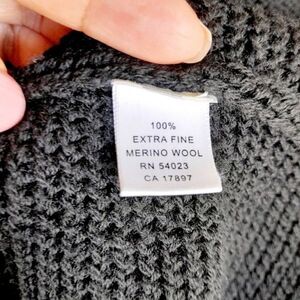 100%
EXTRA FINE
MERINO WOOL
RN 54023
CA 17897